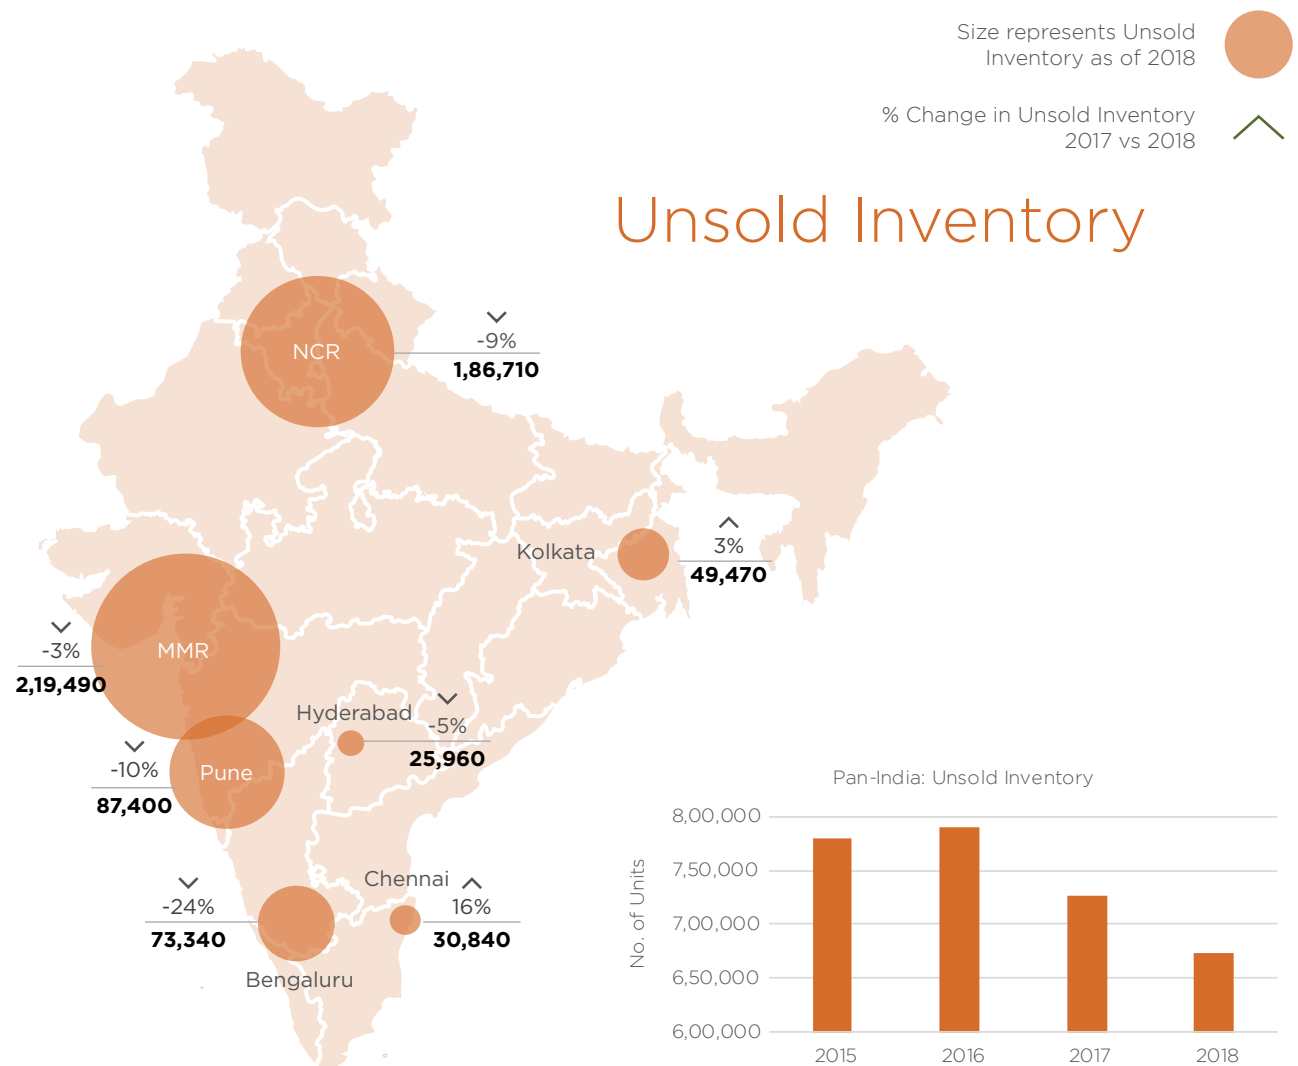 Size represents Unsold
Inventory as of 2018
% Change in Unsold Inventory
2017 vs 2018
Unsold Inventory
NCR
-9%
1,86,710
Kolkata
3%
49,470
MMR
-3%
2,19,490
Hyderabad
-5%
25,960
Pune
-10%
87,400
Chennai
16%
30,840
-24%
73,340
Bengaluru
Pan-India: Unsold Inventory
No. of Units
8,00,000
7,50,000
7,00,000
6,50,000
6,00,000
2015 2016 2017 2018